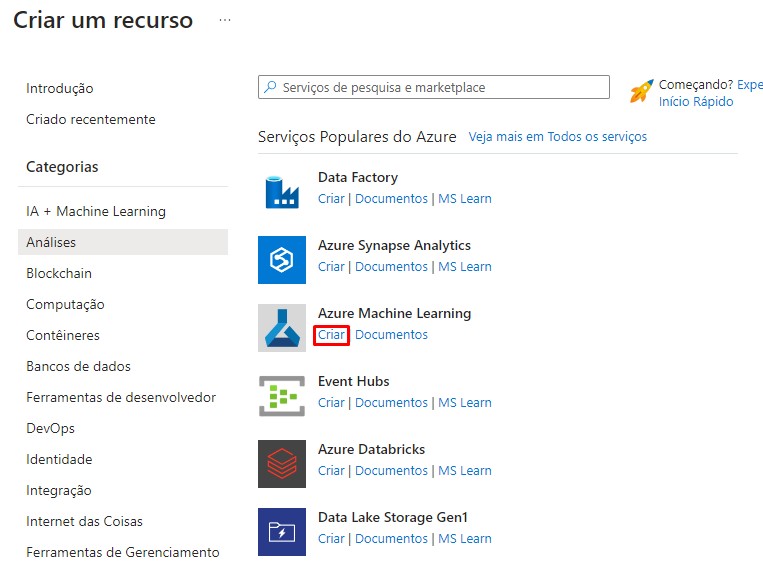 Criar um recurso ...
Introdução
Criado recentemente
Categorias
IA + Machine Learning
Análises
Blockchain
Computação
Contêineres
Bancos de dados
Ferramentas de desenvolvedor
DevOps
Identidade
Integração
Internet das Coisas
Ferramentas de Gerenciamento
Serviços de pesquisa e marketplace
Começando? Expe
Início Rápido
Serviços Populares do Azure Veja mais em Todos os serviços
Data Factory
Criar | Documentos | MS Learn
Azure Synapse Analytics
Criar | Documentos | MS Learn
Azure Machine Learning
Criar Documentos
Event Hubs
Criar | Documentos | MS Learn
Azure Databricks
Criar | Documentos | MS Learn
Data Lake Storage Gen1
Criar | Documentos | MS Learn